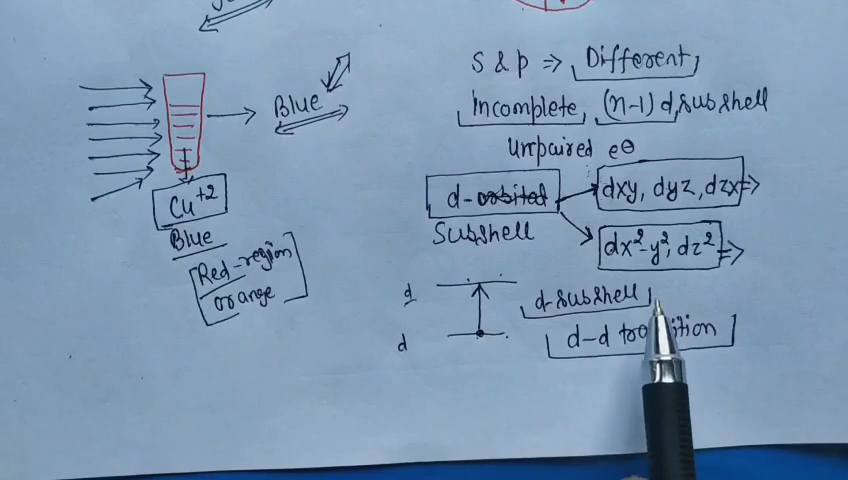 S & p => Different
incomplete, (n-1) d, subshell
unpaired e⊖
d-orbital
subshell
dxy, dyz, dzx =>
dx²-y², dz² =>
d
d
d-subshell
d-d transition
Blue
Cu+2
Blue
Red-region
orange